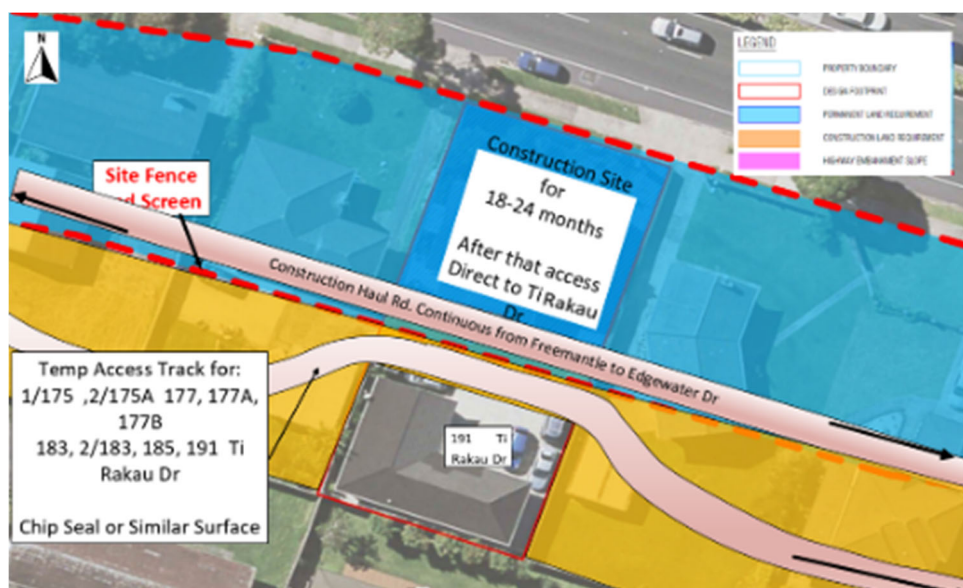 N
LEGEND
PROPERTY BOUNDARY
DESIGN FOOTPRINT
PERMANENT LAND REQUIREMENT
CONSTRUCTION LAND REQUIREMENT
HIGHWAY EMBANKMENT SLOPE
Construction Site
for
18-24 months
After that access
Direct to Ti Rakau
Dr
Site Fence
Screen
Construction Haul Rd. Continuous from Freemantle to Edgewater Dr
Temp Access Track for:
1/175 ,2/175A 177, 177A,
177B
183, 2/183, 185, 191 Ti
Rakau Dr
Chip Seal or Similar Surface
191 Ti
Rakau Dr